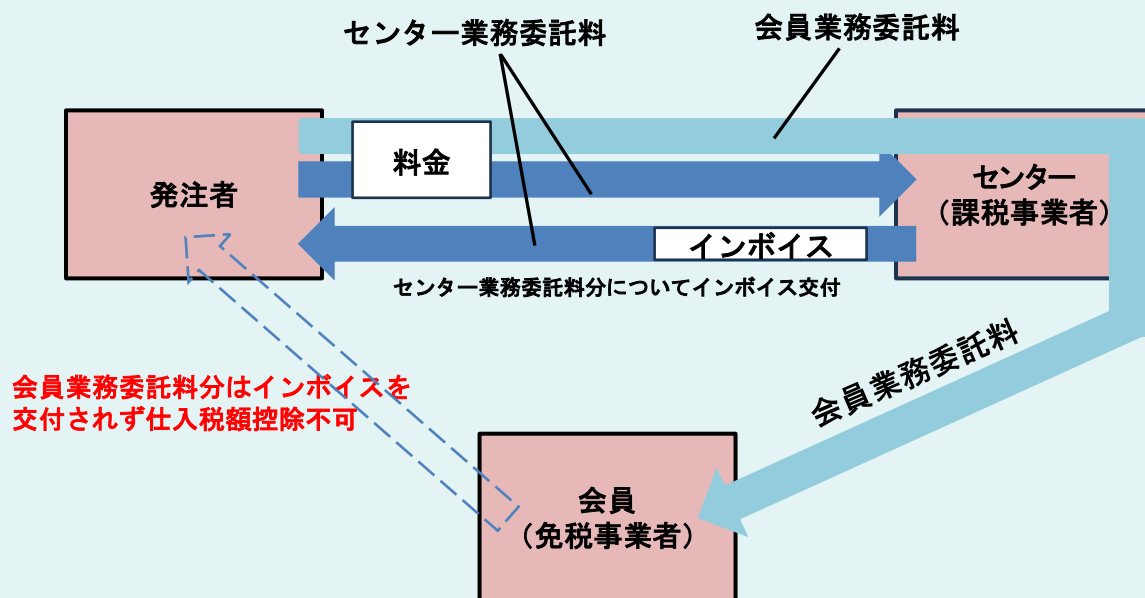 センター業務委託料
会員業務委託料
料金
発注者
センター
（課税事業者）
インボイス
センター業務委託料分についてインボイス交付
会員業務委託料
会員業務委託料分はインボイスを
交付されず仕入税額控除不可
会員
（免税事業者）